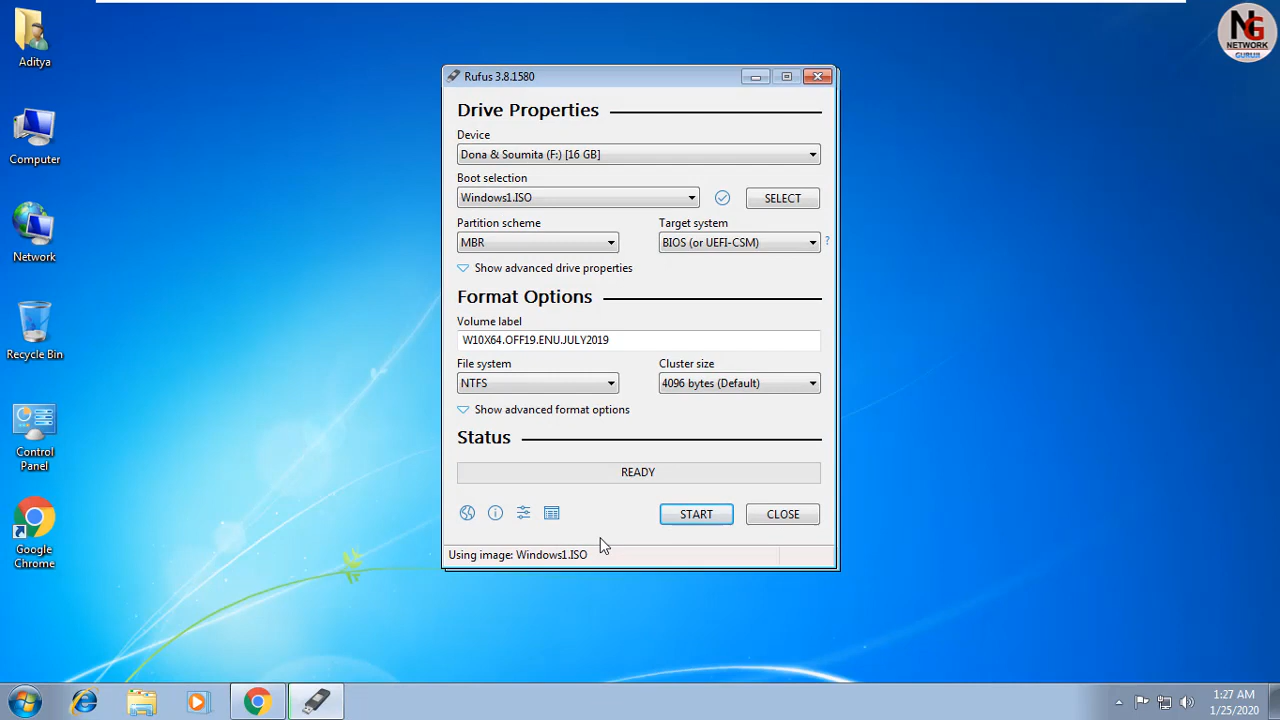 Aditya
Computer
Network
Recycle Bin
Control
Panel
Google
Chrome
NG
NETWORK
GURUJI
Rufus 3.8.1580
Drive Properties
Device
Dona & Soumita (F:) [16 GB]
Boot selection
Windows1.ISO
SELECT
Partition scheme
Target system
MBR
BIOS (or UEFI-CSM)
?
Show advanced drive properties
Format Options
Volume label
W10X64.OFF19.ENU.JULY2019
File system
Cluster size
NTFS
4096 bytes (Default)
Show advanced format options
Status
READY
START
CLOSE
Using image: Windows1.ISO
1:27 AM
1/25/2020